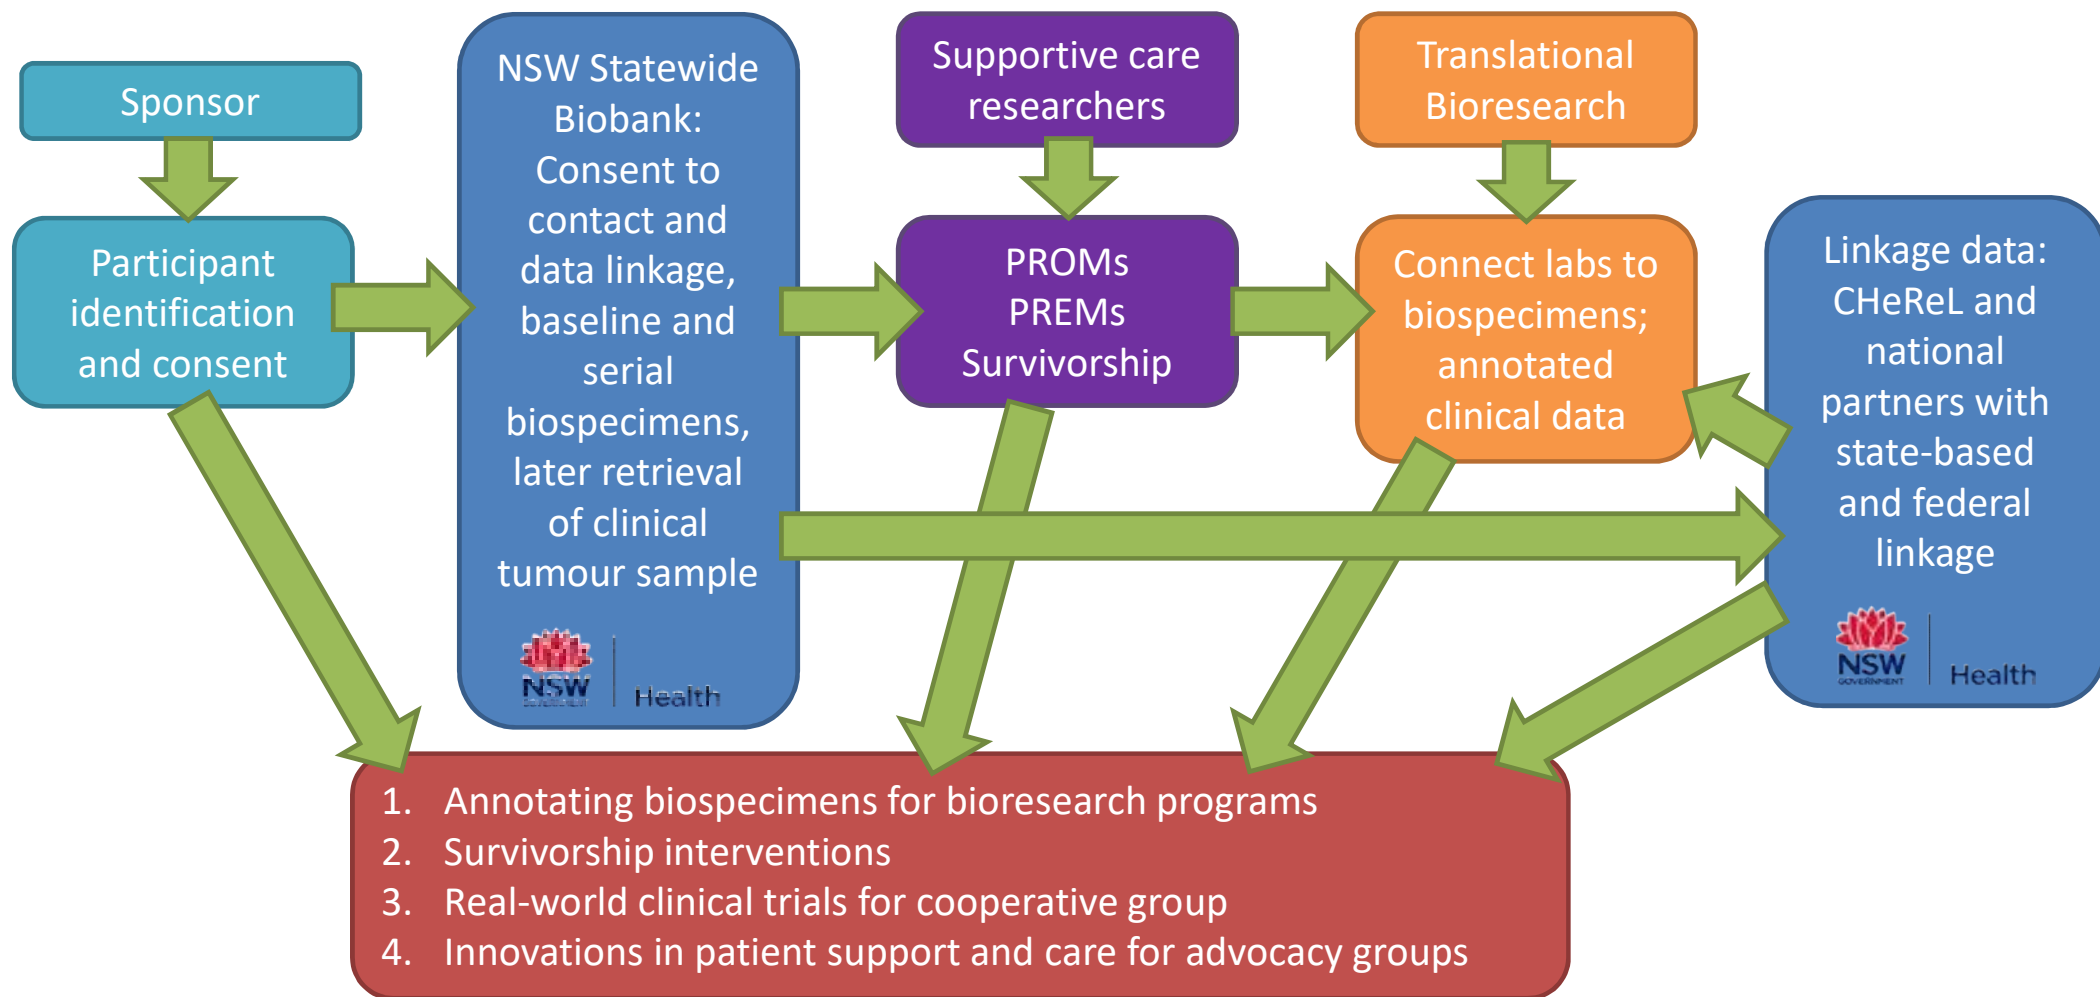 Sponsor
Participant
identification
and consent
NSW Statewide
Biobank:
Consent to
contact and
data linkage,
baseline and
serial
biospecimens,
later retrieval
of clinical
tumour sample
NSW
Health
Supportive care
researchers
PROMs
PREMs
Survivorship
Translational
Bioresearch
Connect labs to
biospecimens;
annotated
clinical data
Linkage data:
CHeReL and
national
partners with
state-based
and federal
linkage
NSW
GOVERNMENT
Health
1. Annotating biospecimens for bioresearch programs
2. Survivorship interventions
3. Real-world clinical trials for cooperative group
4. Innovations in patient support and care for advocacy groups